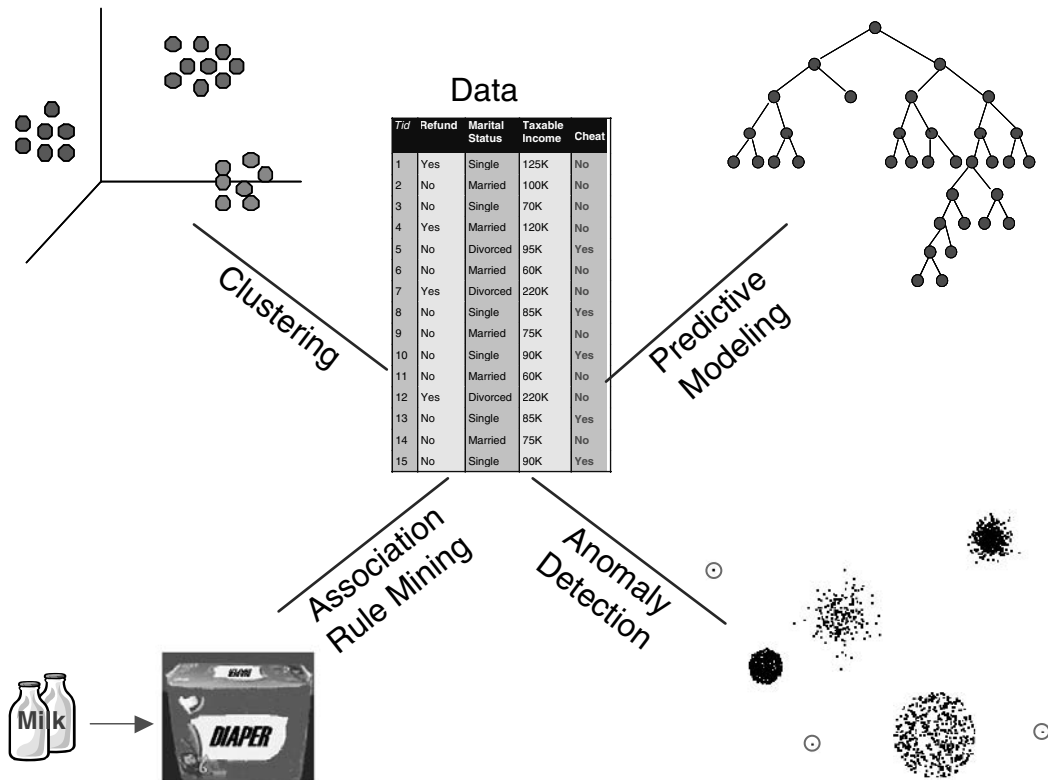 Data
Tid Refund Marital Status Taxable Income Cheat
1 Yes Single 125K No
2 No Married 100K No
3 No Single 70K No
4 Yes Married 120K No
5 No Divorced 95K Yes
6 No Married 60K No
7 Yes Divorced 220K No
8 No Single 85K Yes
9 No Married 75K No
10 No Single 90K Yes
11 No Married 60K No
12 Yes Divorced 220K No
13 No Single 85K Yes
14 No Married 75K No
15 No Single 90K Yes
Clustering
Predictive
Modeling
Association
Rule Mining
Anomaly
Detection
Milk
DIAPER